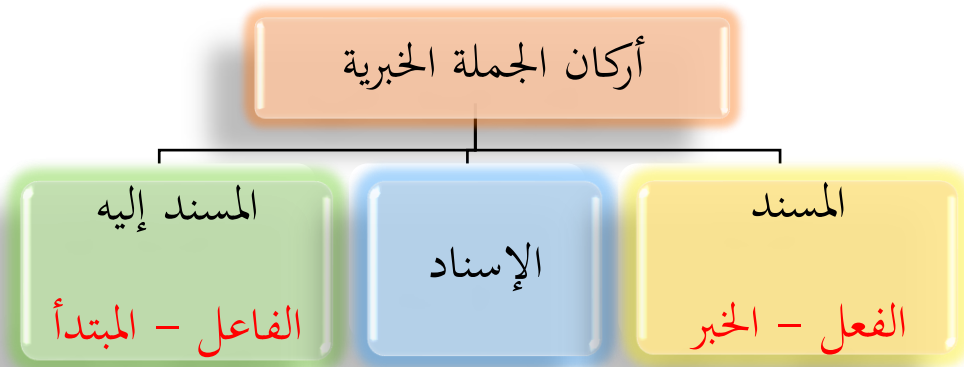 أركان الجملة الخبرية
المسند
الفعل – الخبر
الإسناد
المسند إليه
الفاعل – المبتدأ